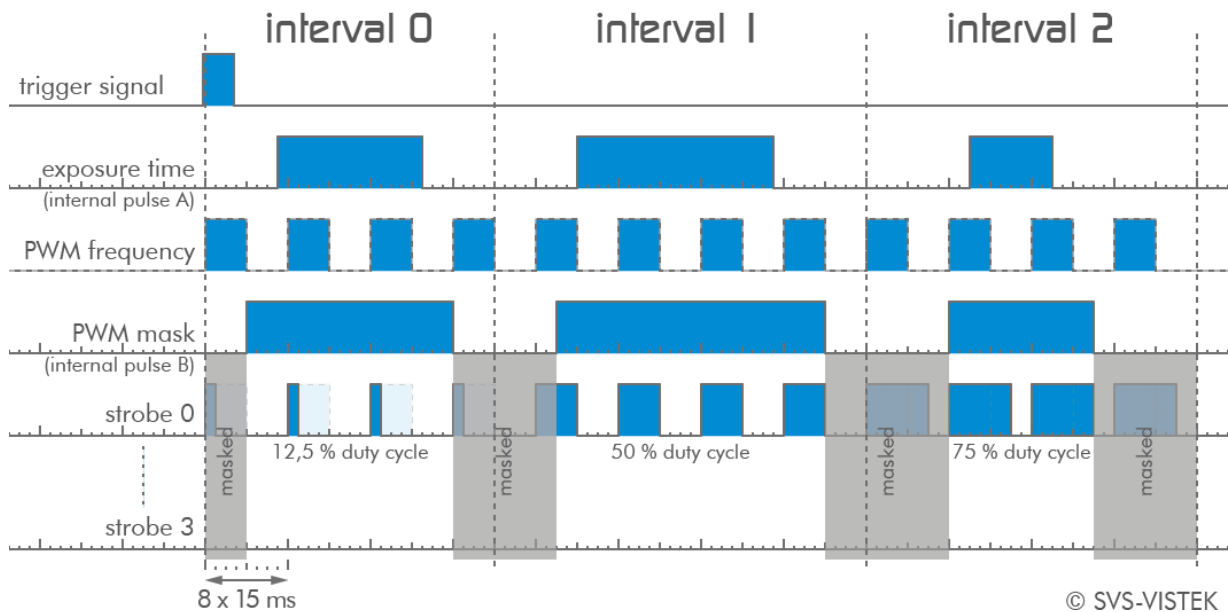 interval 0
interval 1
interval 2
trigger signal
exposure time
(internal pulse A)
PWM frequency
PWM mask
(internal pulse B)
strobe 0
masked
masked
masked
masked
12,5 % duty cycle
50 % duty cycle
75 % duty cycle
strobe 3
8 x 15 ms
© SVS-VISTEK